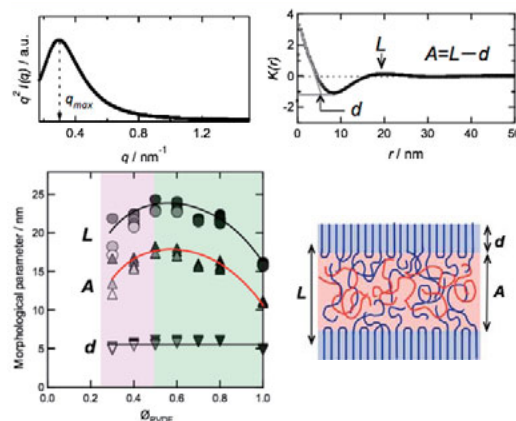 q² I(q) / a.u.
q_max
0.4 0.8 1.2
q / nm⁻¹
K(r)
4
2
0
-2
L
A=L−d
d
0 10 20 30 40 50
r / nm
Morphological parameter / nm
25
20
15
10
5
0
L
A
d
0.0 0.2 0.4 0.6 0.8 1.0
Ø_PVDF
L
d
A